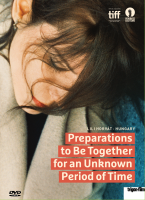 tiff
LILI HORVÁT · HUNGARY
Preparations
to Be Together
for an Unknown
Period of Time
DVD
trigon-film